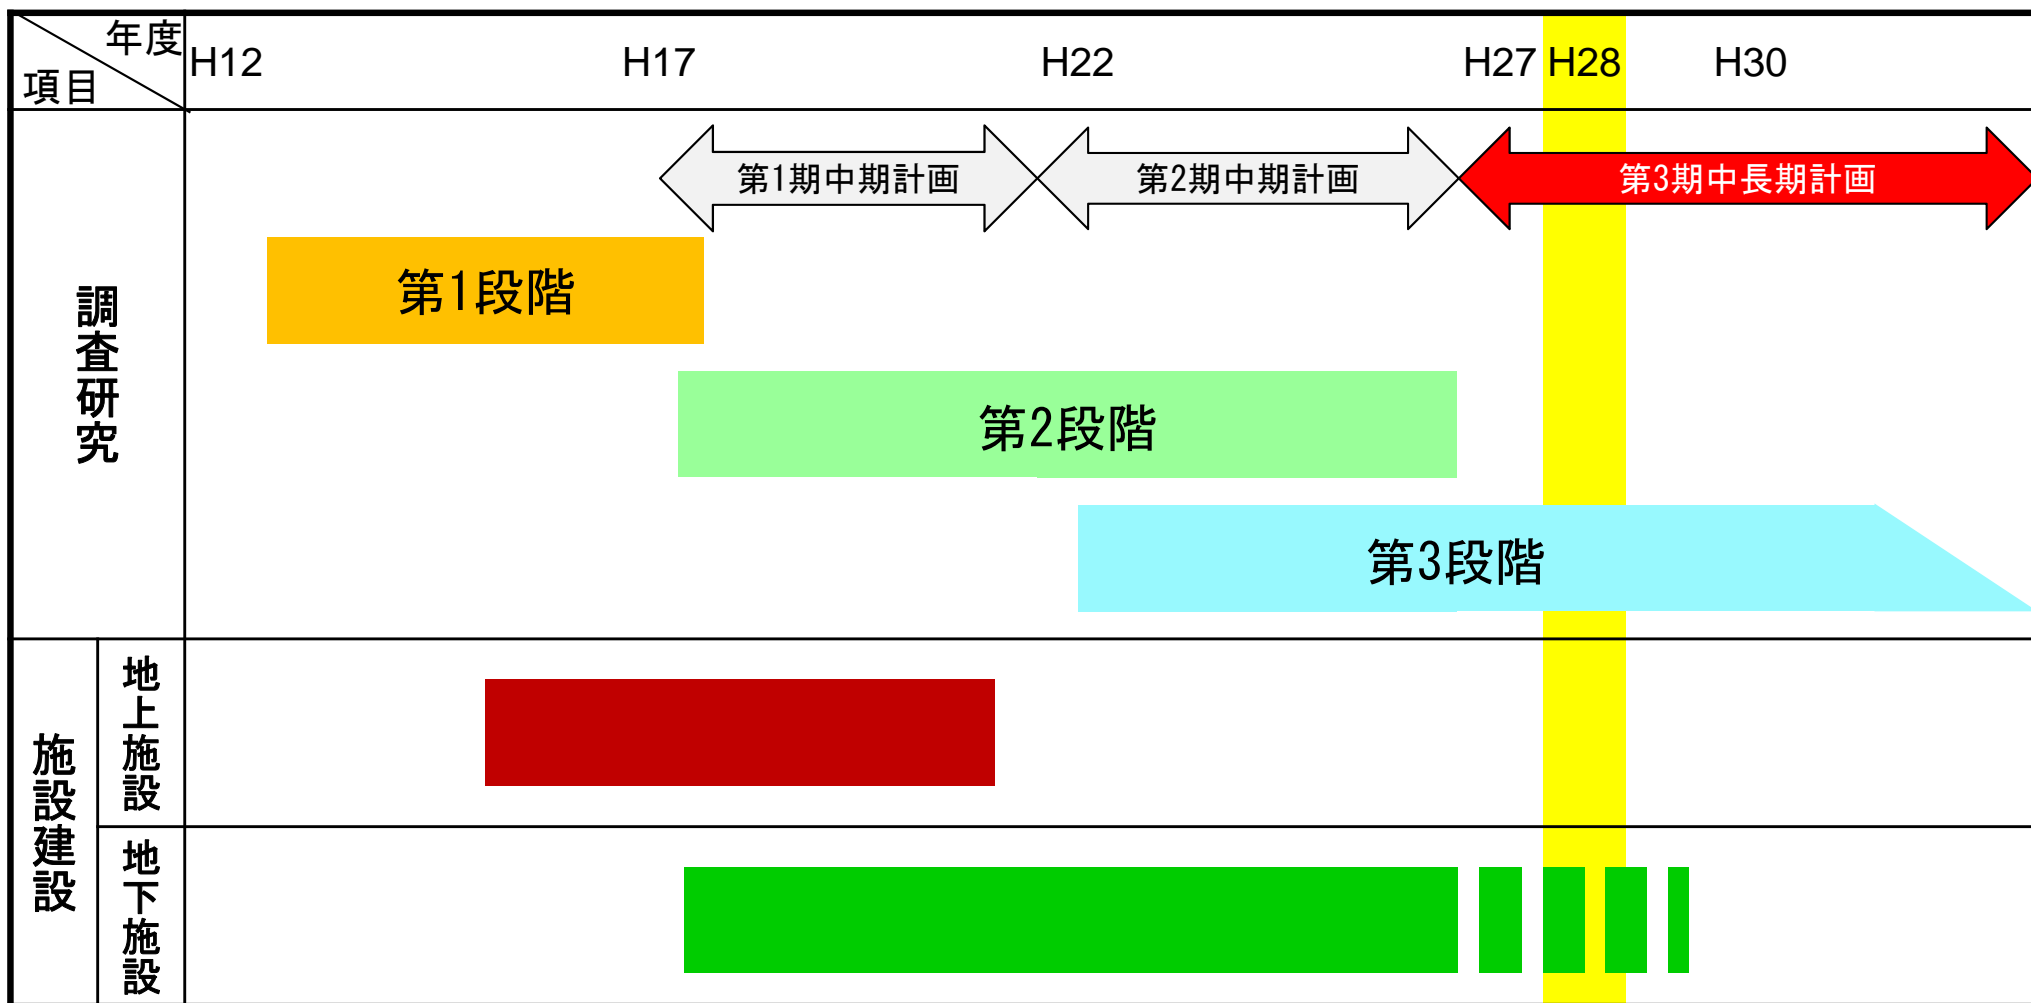 年度
項目
H12 H17 H22 H27 H28 H30
第1期中期計画 第2期中期計画 第3期中長期計画
調査研究
第1段階
第2段階
第3段階
施設建設
地上施設
地下施設